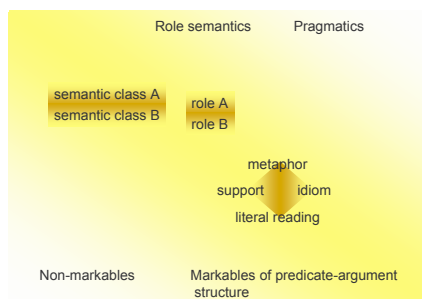 Role semantics Pragmatics
semantic class A
semantic class B
role A
role B
metaphor
support idiom
literal reading
Non-markables
Markables of predicate-argument
structure